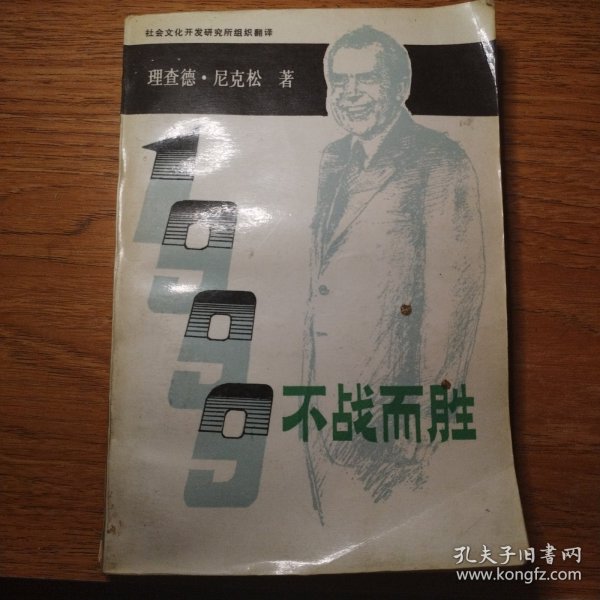 社会文化开发研究所组织翻译
理查德·尼克松 著
1999
不战而胜
孔夫子旧书网
www.kongfz.com